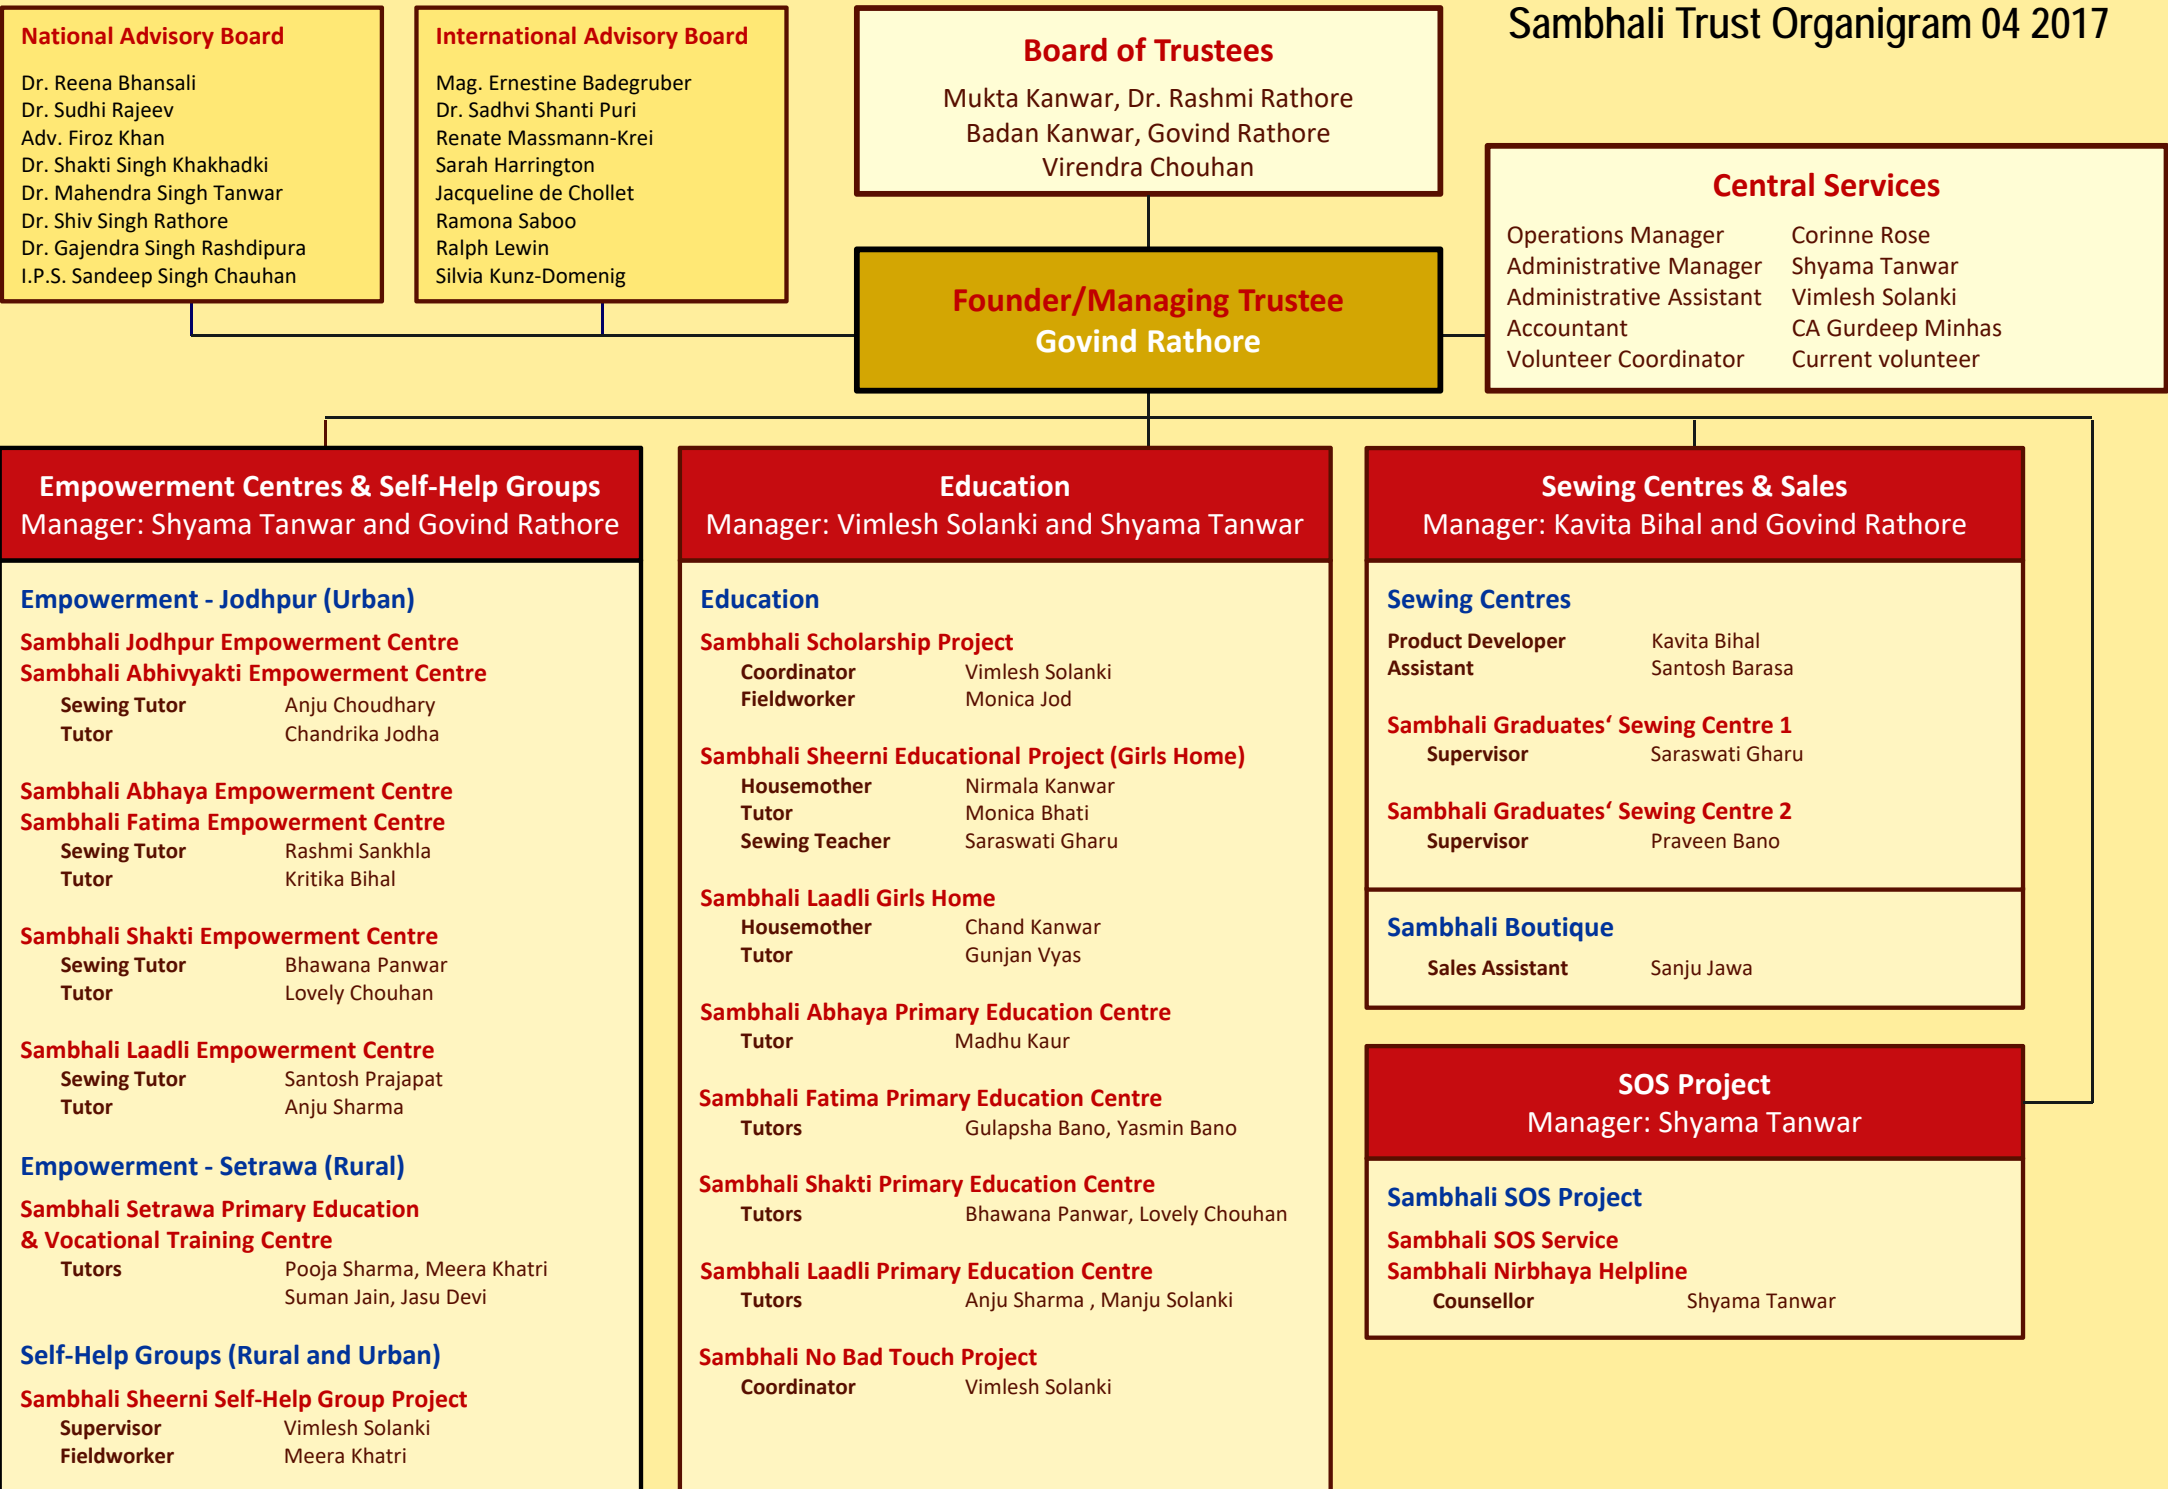 Sambhali Trust Organigram 04 2017
National Advisory Board
Dr. Reena Bhansali
Dr. Sudhi Rajeev
Adv. Firoz Khan
Dr. Shakti Singh Khakhadki
Dr. Mahendra Singh Tanwar
Dr. Shiv Singh Rathore
Dr. Gajendra Singh Rashdipura
I.P.S. Sandeep Singh Chauhan
International Advisory Board
Mag. Ernestine Badegruber
Dr. Sadhvi Shanti Puri
Renate Massmann-Krei
Sarah Harrington
Jacqueline de Chollet
Ramona Saboo
Ralph Lewin
Silvia Kunz-Domenig
Board of Trustees
Mukta Kanwar, Dr. Rashmi Rathore
Badan Kanwar, Govind Rathore
Virendra Chouhan
Founder/Managing Trustee
Govind Rathore
Central Services
Operations Manager Corinne Rose
Administrative Manager Shyama Tanwar
Administrative Assistant Vimlesh Solanki
Accountant CA Gurdeep Minhas
Volunteer Coordinator Current volunteer
Empowerment Centres & Self-Help Groups
Manager: Shyama Tanwar and Govind Rathore
Empowerment - Jodhpur (Urban)
Sambhali Jodhpur Empowerment Centre
Sambhali Abhivyakti Empowerment Centre
Sewing Tutor Anju Choudhary
Tutor Chandrika Jodha
Sambhali Abhaya Empowerment Centre
Sambhali Fatima Empowerment Centre
Sewing Tutor Rashmi Sankhla
Tutor Kritika Bihal
Sambhali Shakti Empowerment Centre
Sewing Tutor Bhawana Panwar
Tutor Lovely Chouhan
Sambhali Laadli Empowerment Centre
Sewing Tutor Santosh Prajapat
Tutor Anju Sharma
Empowerment - Setrawa (Rural)
Sambhali Setrawa Primary Education
& Vocational Training Centre
Tutors Pooja Sharma, Meera Khatri
Suman Jain, Jasu Devi
Self-Help Groups (Rural and Urban)
Sambhali Sheerni Self-Help Group Project
Supervisor Vimlesh Solanki
Fieldworker Meera Khatri
Education
Manager: Vimlesh Solanki and Shyama Tanwar
Education
Sambhali Scholarship Project
Coordinator Vimlesh Solanki
Fieldworker Monica Jod
Sambhali Sheerni Educational Project (Girls Home)
Housemother Nirmala Kanwar
Tutor Monica Bhati
Sewing Teacher Saraswati Gharu
Sambhali Laadli Girls Home
Housemother Chand Kanwar
Tutor Gunjan Vyas
Sambhali Abhaya Primary Education Centre
Tutor Madhu Kaur
Sambhali Fatima Primary Education Centre
Tutors Gulapsha Bano, Yasmin Bano
Sambhali Shakti Primary Education Centre
Tutors Bhawana Panwar, Lovely Chouhan
Sambhali Laadli Primary Education Centre
Tutors Anju Sharma , Manju Solanki
Sambhali No Bad Touch Project
Coordinator Vimlesh Solanki
Sewing Centres & Sales
Manager: Kavita Bihal and Govind Rathore
Sewing Centres
Product Developer Kavita Bihal
Assistant Santosh Barasa
Sambhali Graduates‘ Sewing Centre 1
Supervisor Saraswati Gharu
Sambhali Graduates‘ Sewing Centre 2
Supervisor Praveen Bano
Sambhali Boutique
Sales Assistant Sanju Jawa
SOS Project
Manager: Shyama Tanwar
Sambhali SOS Project
Sambhali SOS Service
Sambhali Nirbhaya Helpline
Counsellor Shyama Tanwar